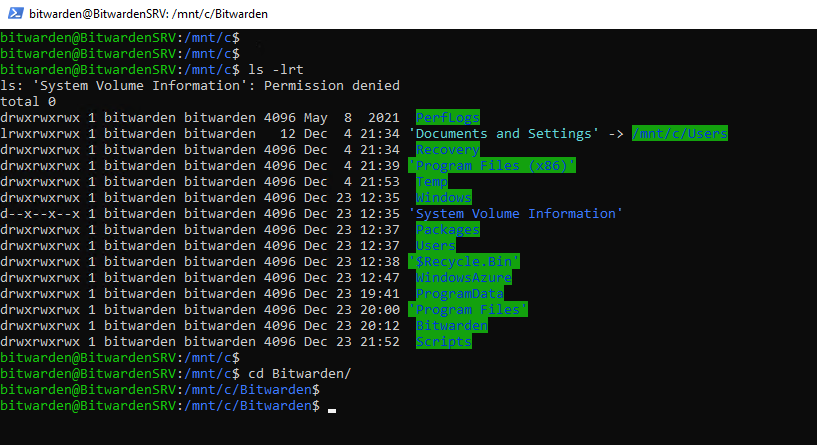 bitwarden@BitwardenSRV: /mnt/c/Bitwarden
bitwarden@BitwardenSRV:/mnt/c$
bitwarden@BitwardenSRV:/mnt/c$
bitwarden@BitwardenSRV:/mnt/c$ ls -lrt
ls: 'System Volume Information': Permission denied
total 0
drwxrwxrwx 1 bitwarden bitwarden 4096 May  8  2021  PerfLogs
lrwxrwxrwx 1 bitwarden bitwarden   12 Dec  4 21:34 'Documents and Settings' -> /mnt/c/Users
drwxrwxrwx 1 bitwarden bitwarden 4096 Dec  4 21:34  Recovery
drwxrwxrwx 1 bitwarden bitwarden 4096 Dec  4 21:39 'Program Files (x86)'
drwxrwxrwx 1 bitwarden bitwarden 4096 Dec  4 21:53  Temp
drwxrwxrwx 1 bitwarden bitwarden 4096 Dec 23 12:35  Windows
d--x--x--x 1 bitwarden bitwarden 4096 Dec 23 12:35 'System Volume Information'
drwxrwxrwx 1 bitwarden bitwarden 4096 Dec 23 12:37  Packages
drwxrwxrwx 1 bitwarden bitwarden 4096 Dec 23 12:37  Users
drwxrwxrwx 1 bitwarden bitwarden 4096 Dec 23 12:38 '$Recycle.Bin'
drwxrwxrwx 1 bitwarden bitwarden 4096 Dec 23 12:47  WindowsAzure
drwxrwxrwx 1 bitwarden bitwarden 4096 Dec 23 19:41  ProgramData
drwxrwxrwx 1 bitwarden bitwarden 4096 Dec 23 20:00 'Program Files'
drwxrwxrwx 1 bitwarden bitwarden 4096 Dec 23 20:12  Bitwarden
drwxrwxrwx 1 bitwarden bitwarden 4096 Dec 23 21:52  Scripts
bitwarden@BitwardenSRV:/mnt/c$
bitwarden@BitwardenSRV:/mnt/c$ cd Bitwarden/
bitwarden@BitwardenSRV:/mnt/c/Bitwarden$
bitwarden@BitwardenSRV:/mnt/c/Bitwarden$